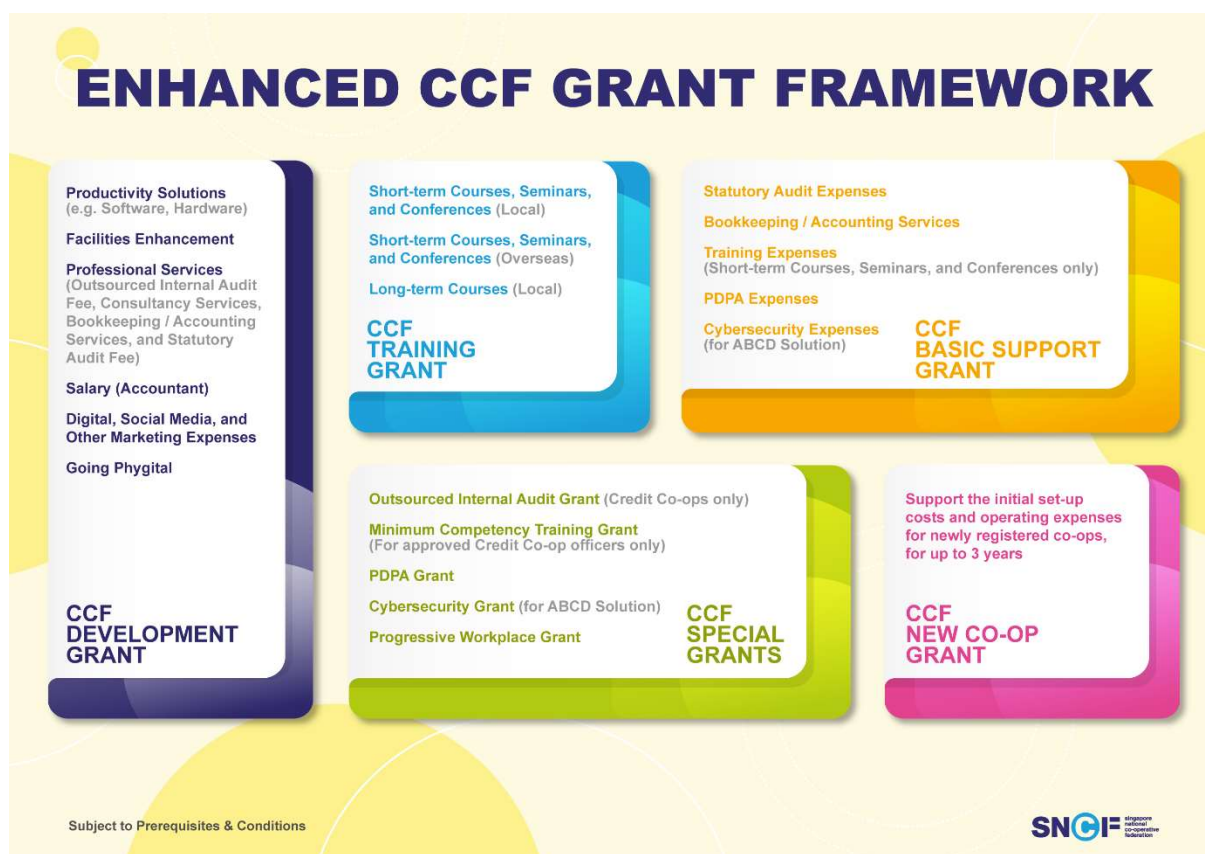 ENHANCED CCF GRANT FRAMEWORK
Productivity Solutions
(e.g. Software, Hardware)
Facilities Enhancement
Professional Services
(Outsourced Internal Audit
Fee, Consultancy Services,
Bookkeeping / Accounting
Services, and Statutory
Audit Fee)
Salary (Accountant)
Digital, Social Media, and
Other Marketing Expenses
Going Phygital
CCF
DEVELOPMENT
GRANT
Short-term Courses, Seminars,
and Conferences (Local)
Short-term Courses, Seminars,
and Conferences (Overseas)
Long-term Courses (Local)
CCF
TRAINING
GRANT
Statutory Audit Expenses
Bookkeeping / Accounting Services
Training Expenses
(Short-term Courses, Seminars, and Conferences only)
PDPA Expenses
Cybersecurity Expenses
(for ABCD Solution)
CCF
BASIC SUPPORT
GRANT
Outsourced Internal Audit Grant (Credit Co-ops only)
Minimum Competency Training Grant
(For approved Credit Co-op officers only)
PDPA Grant
Cybersecurity Grant (for ABCD Solution)
Progressive Workplace Grant
CCF
SPECIAL
GRANTS
Support the initial set-up
costs and operating expenses
for newly registered co-ops,
for up to 3 years
CCF
NEW CO-OP
GRANT
Subject to Prerequisites & Conditions
SNCF
singapore
national
co-operative
federation